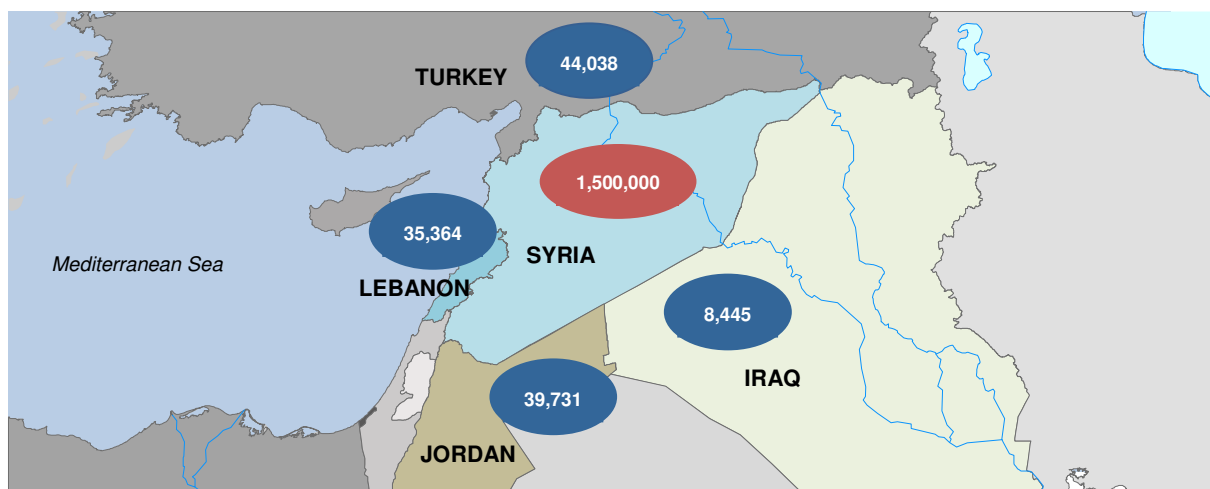 44,038
TURKEY
1,500,000
35,364
SYRIA
Mediterranean Sea
LEBANON
8,445
IRAQ
39,731
JORDAN